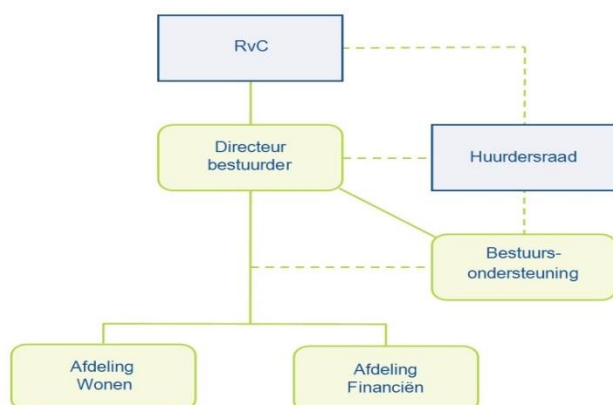 RvC
Directeur
bestuurder
Huurdersraad
Bestuurs-
ondersteuning
Afdeling
Wonen
Afdeling
Financiën